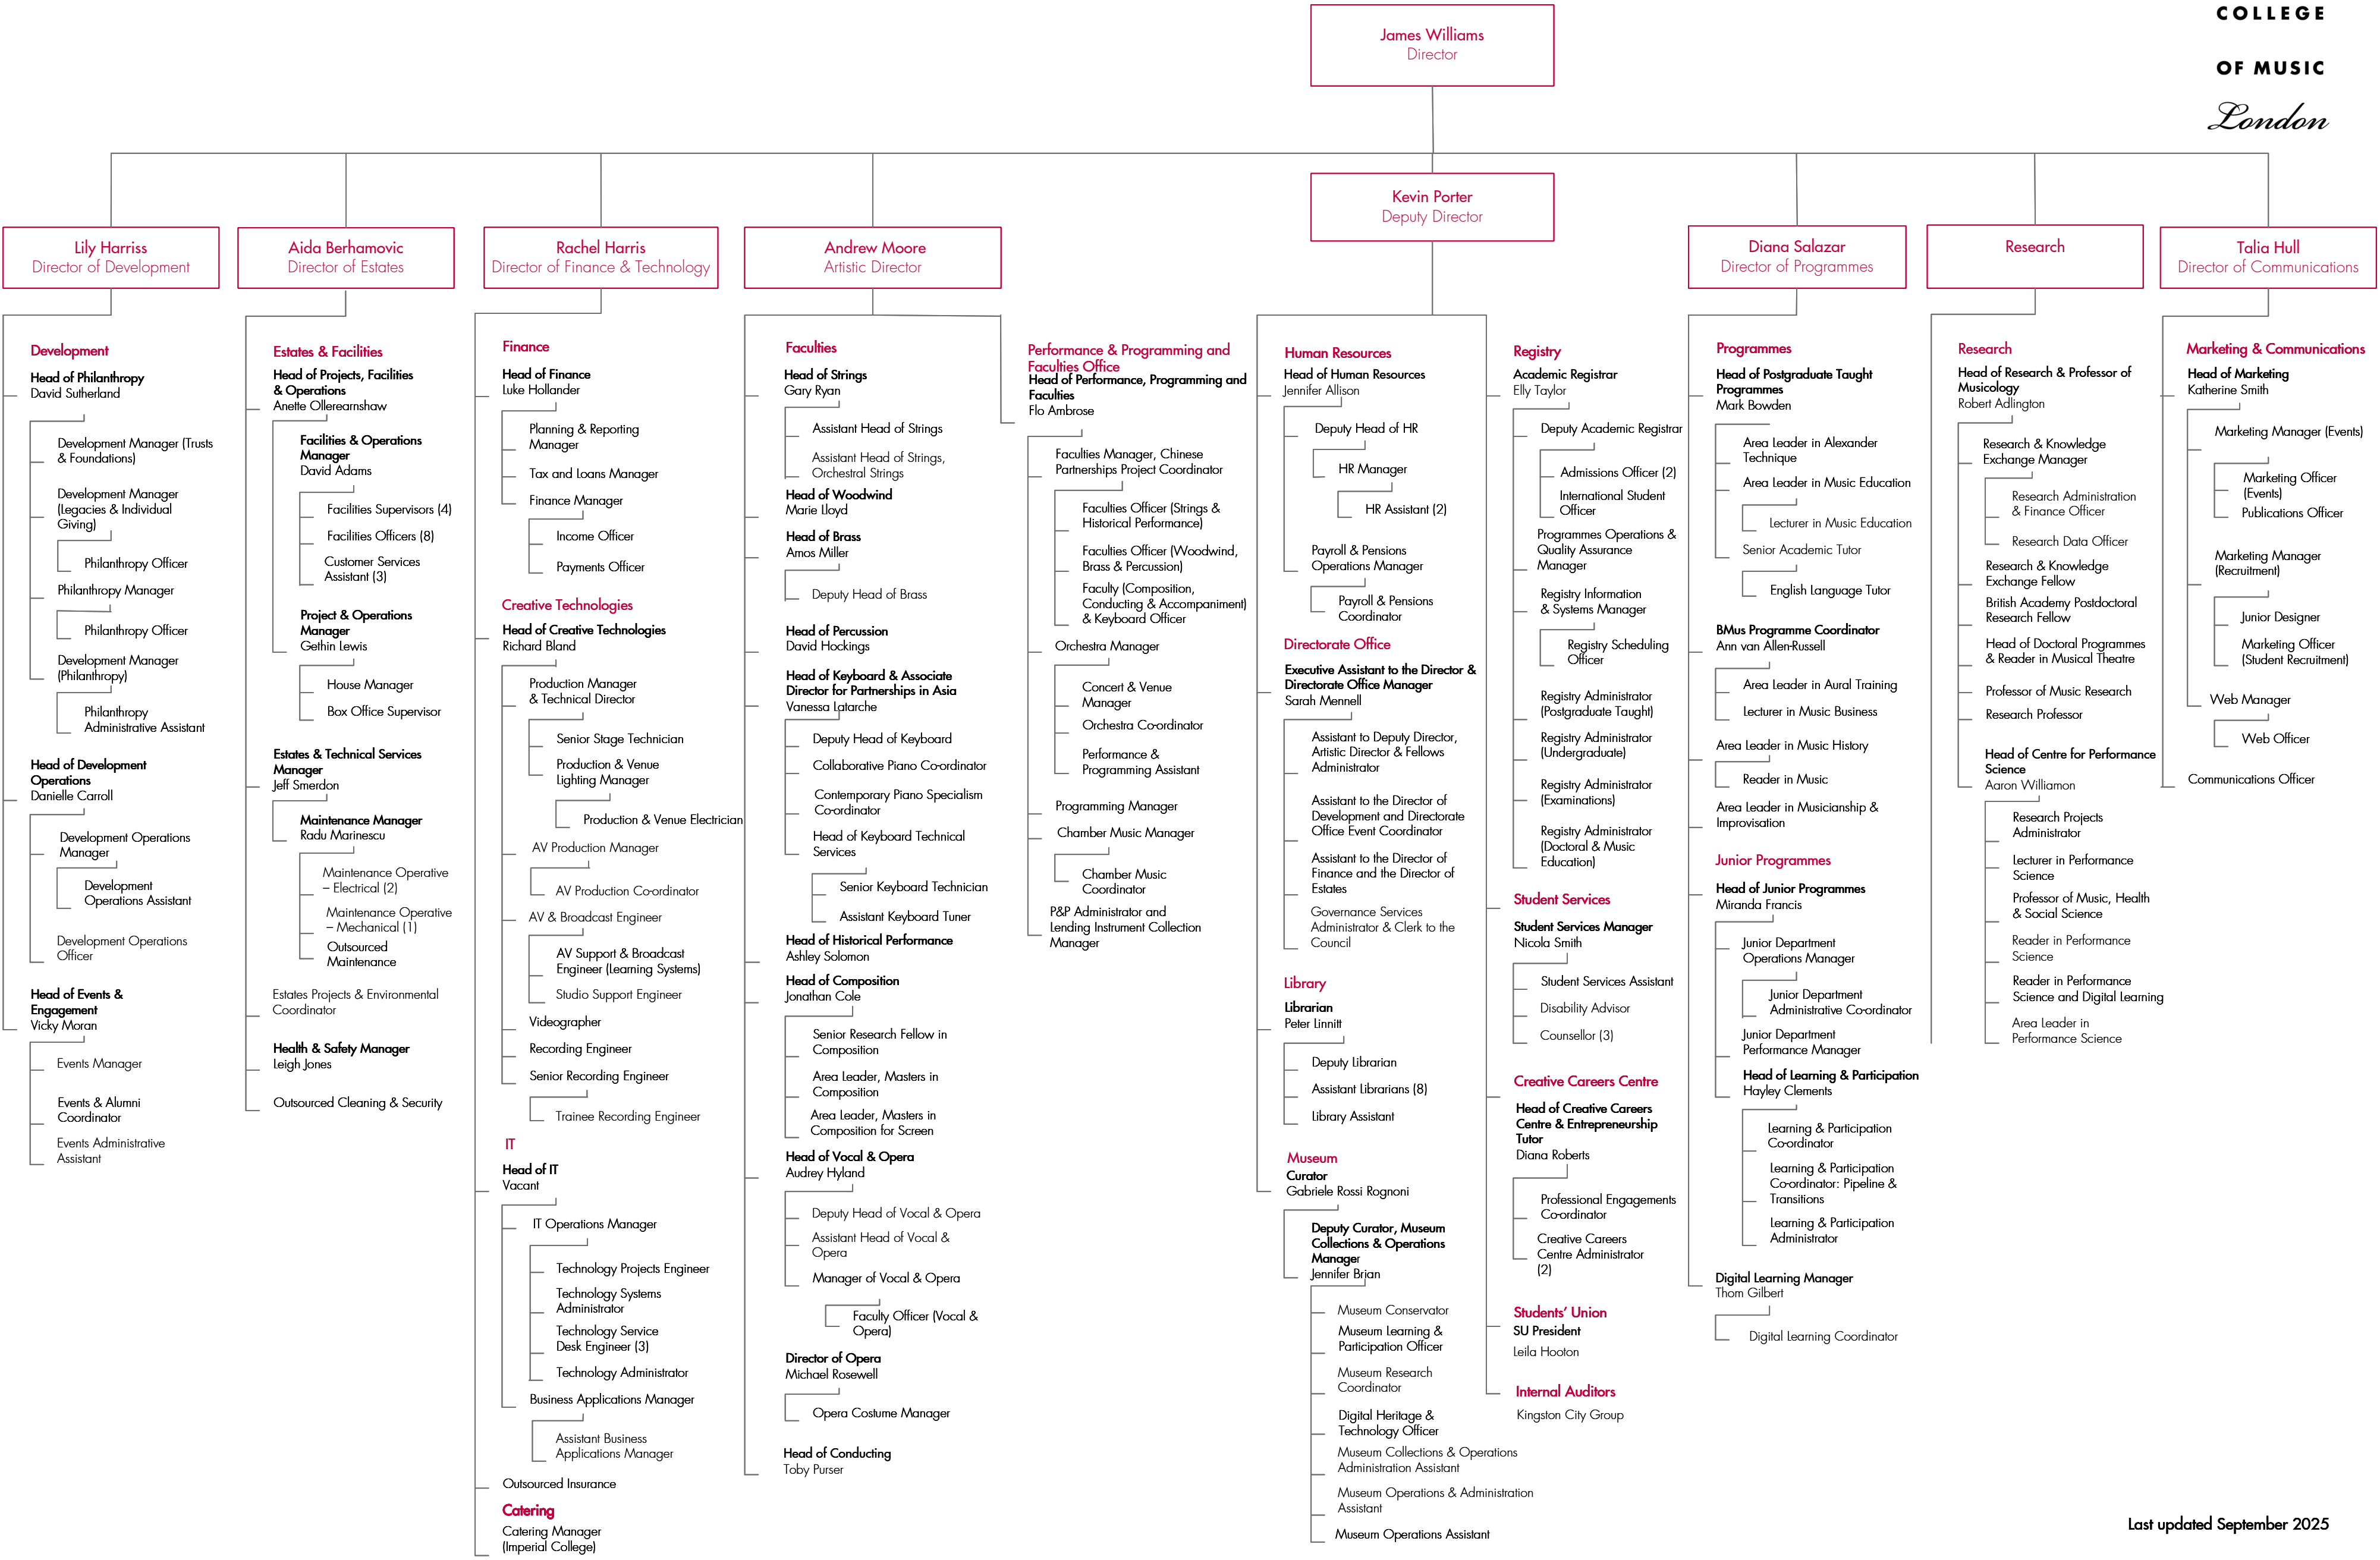 COLLEGE
OF MUSIC
London
James Williams
Director
Kevin Porter
Deputy Director
Lily Harriss
Director of Development
Aida Berhamovic
Director of Estates
Rachel Harris
Director of Finance & Technology
Andrew Moore
Artistic Director
Diana Salazar
Director of Programmes
Research
Talia Hull
Director of Communications
Development
Head of Philanthropy
David Sutherland
Development Manager (Trusts
& Foundations)
Development Manager
(Legacies & Individual
Giving)
Philanthropy Officer
Philanthropy Manager
Philanthropy Officer
Development Manager
(Philanthropy)
Philanthropy
Administrative Assistant
Head of Development
Operations
Danielle Carroll
Development Operations
Manager
Development
Operations Assistant
Development Operations
Officer
Head of Events &
Engagement
Vicky Moran
Events Manager
Events & Alumni
Coordinator
Events Administrative
Assistant
Estates & Facilities
Head of Projects, Facilities
& Operations
Anette Ollerearnshaw
Facilities & Operations
Manager
David Adams
Facilities Supervisors (4)
Facilities Officers (8)
Customer Services
Assistant (3)
Project & Operations
Manager
Gethin Lewis
House Manager
Box Office Supervisor
Estates & Technical Services
Manager
Jeff Smerdon
Maintenance Manager
Radu Marinescu
Maintenance Operative
– Electrical (2)
Maintenance Operative
– Mechanical (1)
Outsourced
Maintenance
Estates Projects & Environmental
Coordinator
Health & Safety Manager
Leigh Jones
Outsourced Cleaning & Security
Finance
Head of Finance
Luke Hollander
Planning & Reporting
Manager
Tax and Loans Manager
Finance Manager
Income Officer
Payments Officer
Creative Technologies
Head of Creative Technologies
Richard Bland
Production Manager
& Technical Director
Senior Stage Technician
Production & Venue
Lighting Manager
Production & Venue Electrician
AV Production Manager
AV Production Co-ordinator
AV & Broadcast Engineer
AV Support & Broadcast
Engineer (Learning Systems)
Studio Support Engineer
Videographer
Recording Engineer
Senior Recording Engineer
Trainee Recording Engineer
IT
Head of IT
Vacant
IT Operations Manager
Technology Projects Engineer
Technology Systems
Administrator
Technology Service
Desk Engineer (3)
Technology Administrator
Business Applications Manager
Assistant Business
Applications Manager
Outsourced Insurance
Catering
Catering Manager
(Imperial College)
Faculties
Head of Strings
Gary Ryan
Assistant Head of Strings
Assistant Head of Strings,
Orchestral Strings
Head of Woodwind
Marie Lloyd
Head of Brass
Amos Miller
Deputy Head of Brass
Head of Percussion
David Hockings
Head of Keyboard & Associate
Director for Partnerships in Asia
Vanessa Latarche
Deputy Head of Keyboard
Collaborative Piano Co-ordinator
Contemporary Piano Specialism
Co-ordinator
Head of Keyboard Technical
Services
Senior Keyboard Technician
Assistant Keyboard Tuner
Head of Historical Performance
Ashley Solomon
Head of Composition
Jonathan Cole
Senior Research Fellow in
Composition
Area Leader, Masters in
Composition
Area Leader, Masters in
Composition for Screen
Head of Vocal & Opera
Audrey Hyland
Deputy Head of Vocal & Opera
Assistant Head of Vocal &
Opera
Manager of Vocal & Opera
Faculty Officer (Vocal &
Opera)
Director of Opera
Michael Rosewell
Opera Costume Manager
Head of Conducting
Toby Purser
Performance & Programming and
Faculties Office
Head of Performance, Programming and
Faculties
Flo Ambrose
Faculties Manager, Chinese
Partnerships Project Coordinator
Faculties Officer (Strings &
Historical Performance)
Faculties Officer (Woodwind,
Brass & Percussion)
Faculty (Composition,
Conducting & Accompaniment)
& Keyboard Officer
Orchestra Manager
Concert & Venue
Manager
Orchestra Co-ordinator
Performance &
Programming Assistant
Programming Manager
Chamber Music Manager
Chamber Music
Coordinator
P&P Administrator and
Lending Instrument Collection
Manager
Human Resources
Head of Human Resources
Jennifer Allison
Deputy Head of HR
HR Manager
HR Assistant (2)
Payroll & Pensions
Operations Manager
Payroll & Pensions
Coordinator
Directorate Office
Executive Assistant to the Director &
Directorate Office Manager
Sarah Mennell
Assistant to Deputy Director,
Artistic Director & Fellows
Administrator
Assistant to the Director of
Development and Directorate
Office Event Coordinator
Assistant to the Director of
Finance and the Director of
Estates
Governance Services
Administrator & Clerk to the
Council
Library
Librarian
Peter Linnitt
Deputy Librarian
Assistant Librarians (8)
Library Assistant
Museum
Curator
Gabriele Rossi Rognoni
Deputy Curator, Museum
Collections & Operations
Manager
Jennifer Brian
Museum Conservator
Museum Learning &
Participation Officer
Museum Research
Coordinator
Digital Heritage &
Technology Officer
Museum Collections & Operations
Administration Assistant
Museum Operations & Administration
Assistant
Museum Operations Assistant
Registry
Academic Registrar
Elly Taylor
Deputy Academic Registrar
Admissions Officer (2)
International Student
Officer
Programmes Operations &
Quality Assurance
Manager
Registry Information
& Systems Manager
Registry Scheduling
Officer
Registry Administrator
(Postgraduate Taught)
Registry Administrator
(Undergraduate)
Registry Administrator
(Examinations)
Registry Administrator
(Doctoral & Music
Education)
Student Services
Student Services Manager
Nicola Smith
Student Services Assistant
Disability Advisor
Counsellor (3)
Creative Careers Centre
Head of Creative Careers
Centre & Entrepreneurship
Tutor
Diana Roberts
Professional Engagements
Co-ordinator
Creative Careers
Centre Administrator
(2)
Students' Union
SU President
Leila Hooton
Internal Auditors
Kingston City Group
Programmes
Head of Postgraduate Taught
Programmes
Mark Bowden
Area Leader in Alexander
Technique
Area Leader in Music Education
Lecturer in Music Education
Senior Academic Tutor
English Language Tutor
BMus Programme Coordinator
Ann van Allen-Russell
Area Leader in Aural Training
Lecturer in Music Business
Area Leader in Music History
Reader in Music
Area Leader in Musicianship &
Improvisation
Junior Programmes
Head of Junior Programmes
Miranda Francis
Junior Department
Operations Manager
Junior Department
Administrative Co-ordinator
Junior Department
Performance Manager
Head of Learning & Participation
Hayley Clements
Learning & Participation
Co-ordinator
Learning & Participation
Co-ordinator: Pipeline &
Transitions
Learning & Participation
Administrator
Digital Learning Manager
Thom Gilbert
Digital Learning Coordinator
Research
Head of Research & Professor of
Musicology
Robert Adlington
Research & Knowledge
Exchange Manager
Research Administration
& Finance Officer
Research Data Officer
Research & Knowledge
Exchange Fellow
British Academy Postdoctoral
Research Fellow
Head of Doctoral Programmes
& Reader in Musical Theatre
Professor of Music Research
Research Professor
Head of Centre for Performance
Science
Aaron Williamon
Research Projects
Administrator
Lecturer in Performance
Science
Professor of Music, Health
& Social Science
Reader in Performance
Science
Reader in Performance
Science and Digital Learning
Area Leader in
Performance Science
Marketing & Communications
Head of Marketing
Katherine Smith
Marketing Manager (Events)
Marketing Officer
(Events)
Publications Officer
Marketing Manager
(Recruitment)
Junior Designer
Marketing Officer
(Student Recruitment)
Web Manager
Web Officer
Communications Officer
Last updated September 2025